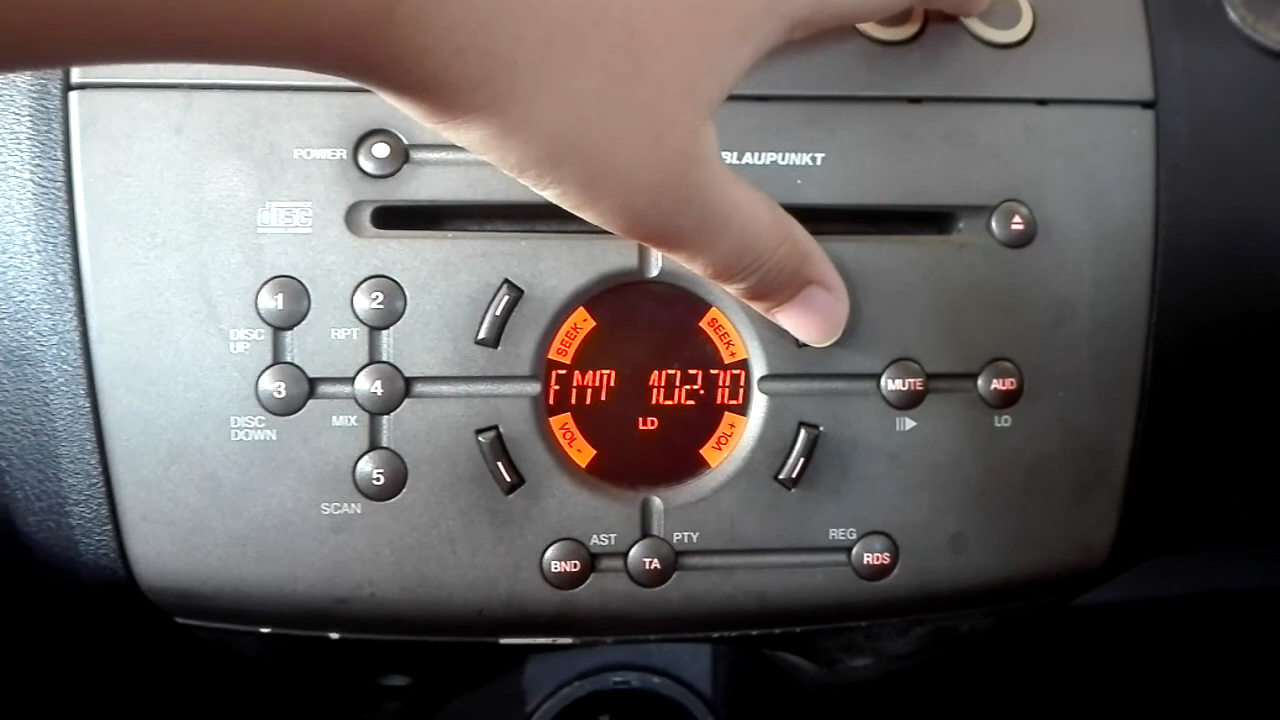 POWER
BLAUPUNKT
disc
1
2
DISC
UP
RPT
SEEK -
SEEK +
3
4
FMT 102.70
MUTE
AUD
DISC
DOWN
MIX
LD
VOL -
VOL +
LO
5
SCAN
AST
PTY
REG
BND
TA
RDS